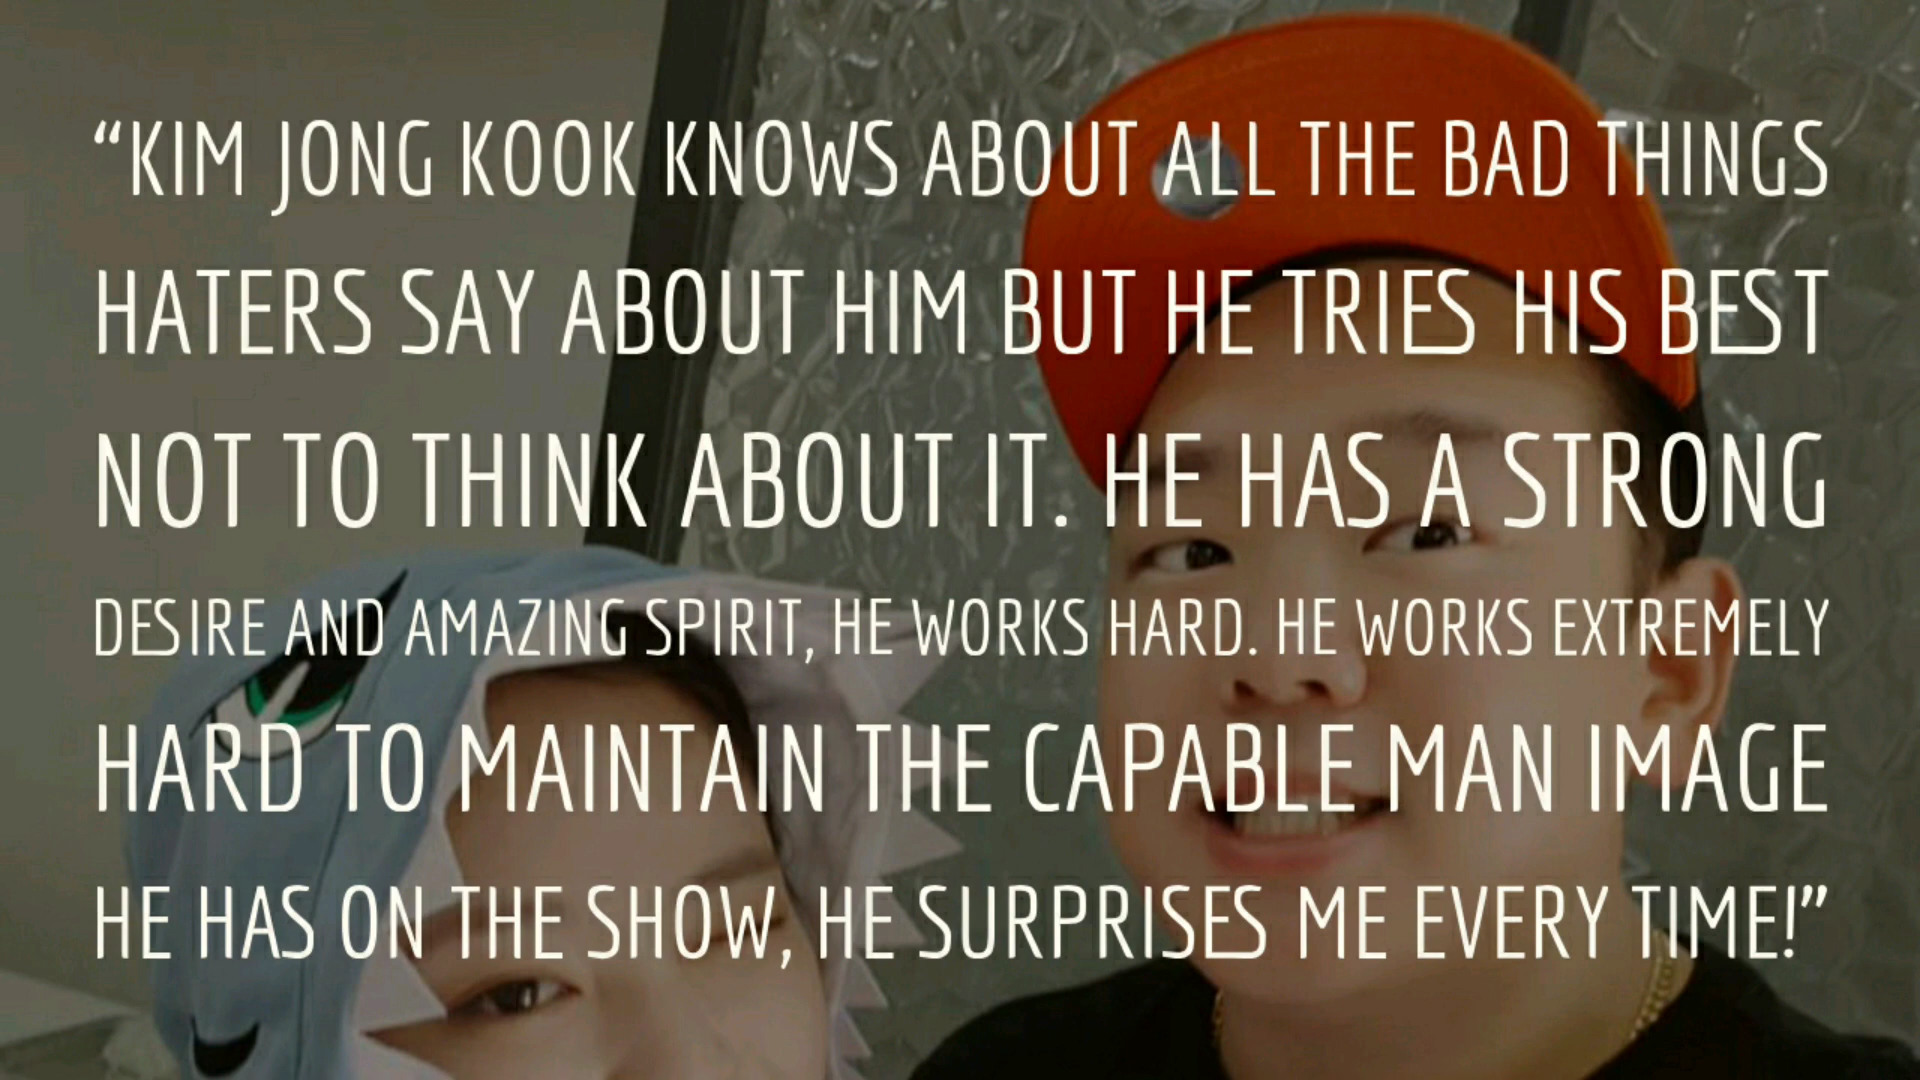 “KIM JONG KOOK KNOWS ABOUT ALL THE BAD THINGS
HATERS SAY ABOUT HIM BUT HE TRIES HIS BEST
NOT TO THINK ABOUT IT. HE HAS A STRONG
DESIRE AND AMAZING SPIRIT, HE WORKS HARD. HE WORKS EXTREMELY
HARD TO MAINTAIN THE CAPABLE MAN IMAGE
HE HAS ON THE SHOW, HE SURPRISES ME EVERY TIME!”